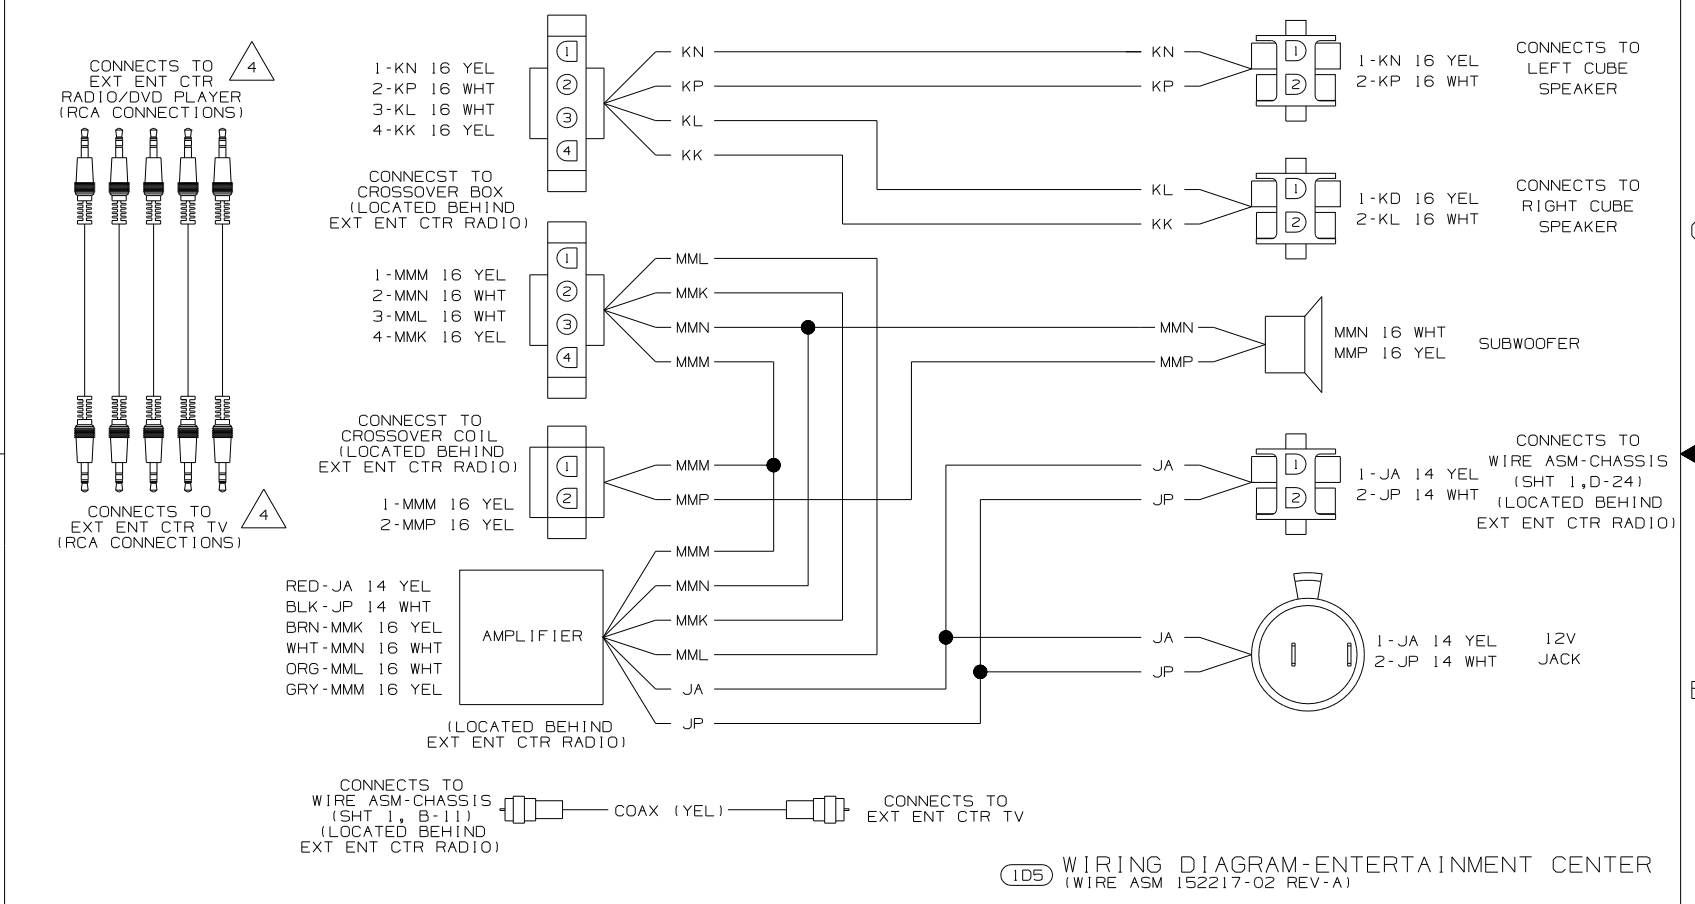 CONNECTS TO
EXT ENT CTR
RADIO/DVD PLAYER
(RCA CONNECTIONS)
4
CONNECTS TO
EXT ENT CTR TV
(RCA CONNECTIONS)
4
1-KN 16 YEL
2-KP 16 WHT
3-KL 16 WHT
4-KK 16 YEL
1
2
3
4
CONNECST TO
CROSSOVER BOX
(LOCATED BEHIND
EXT ENT CTR RADIO)
KN
KP
KL
KK
KN
KP
1
2
1-KN 16 YEL
2-KP 16 WHT
CONNECTS TO
LEFT CUBE
SPEAKER
KL
KK
1
2
1-KD 16 YEL
2-KL 16 WHT
CONNECTS TO
RIGHT CUBE
SPEAKER
1-MMM 16 YEL
2-MMN 16 WHT
3-MML 16 WHT
4-MMK 16 YEL
1
2
3
4
MML
MMK
MMN
MMM
MMN
MMP
MMN 16 WHT
MMP 16 YEL
SUBWOOFER
CONNECST TO
CROSSOVER COIL
(LOCATED BEHIND
EXT ENT CTR RADIO)
1-MMM 16 YEL
2-MMP 16 YEL
1
2
MMM
MMP
JA
JP
1
2
1-JA 14 YEL
2-JP 14 WHT
CONNECTS TO
WIRE ASM-CHASSIS
(SHT 1,D-24)
(LOCATED BEHIND
EXT ENT CTR RADIO)
RED-JA 14 YEL
BLK-JP 14 WHT
BRN-MMK 16 YEL
WHT-MMN 16 WHT
ORG-MML 16 WHT
GRY-MMM 16 YEL
AMPLIFIER
(LOCATED BEHIND
EXT ENT CTR RADIO)
MMM
MMN
MMK
MML
JA
JP
JA
JP
1-JA 14 YEL
2-JP 14 WHT
12V
JACK
CONNECTS TO
WIRE ASM-CHASSIS
(SHT 1, B-11)
(LOCATED BEHIND
EXT ENT CTR RADIO)
COAX (YEL)
CONNECTS TO
EXT ENT CTR TV
1D5
WIRING DIAGRAM-ENTERTAINMENT CENTER
(WIRE ASM 152217-02 REV-A)